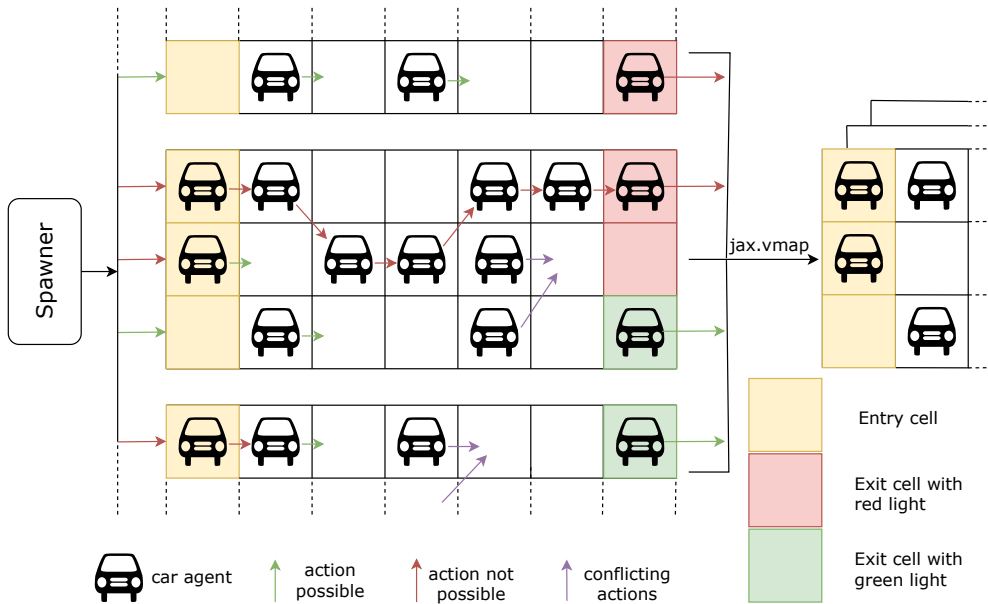 Spawner
jax.vmap
Entry cell
Exit cell with
red light
Exit cell with
green light
car agent
action
possible
action not
possible
conflicting
actions